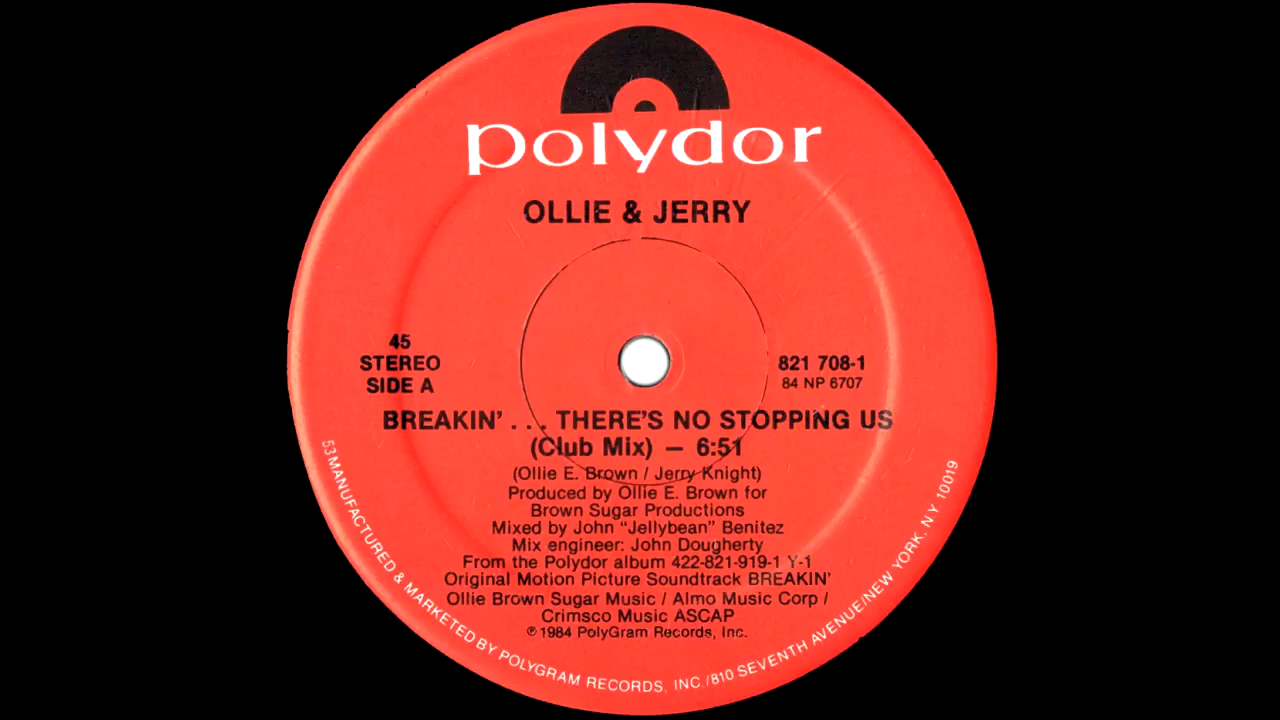 polydor
OLLIE & JERRY
45
STEREO
SIDE A
821 708-1
84 NP 6707
BREAKIN' . . . THERE'S NO STOPPING US
(Club Mix) — 6:51
(Ollie E. Brown / Jerry Knight)
Produced by Ollie E. Brown for
Brown Sugar Productions
Mixed by John "Jellybean" Benitez
Mix engineer: John Dougherty
From the Polydor album 422-821-919-1 Y-1
Original Motion Picture Soundtrack BREAKIN'
Ollie Brown Sugar Music / Almo Music Corp /
Crimsco Music ASCAP
℗ 1984 PolyGram Records, Inc.
53 MANUFACTURED & MARKETED BY POLYGRAM RECORDS, INC./810 SEVENTH AVENUE/NEW YORK, N Y 10019